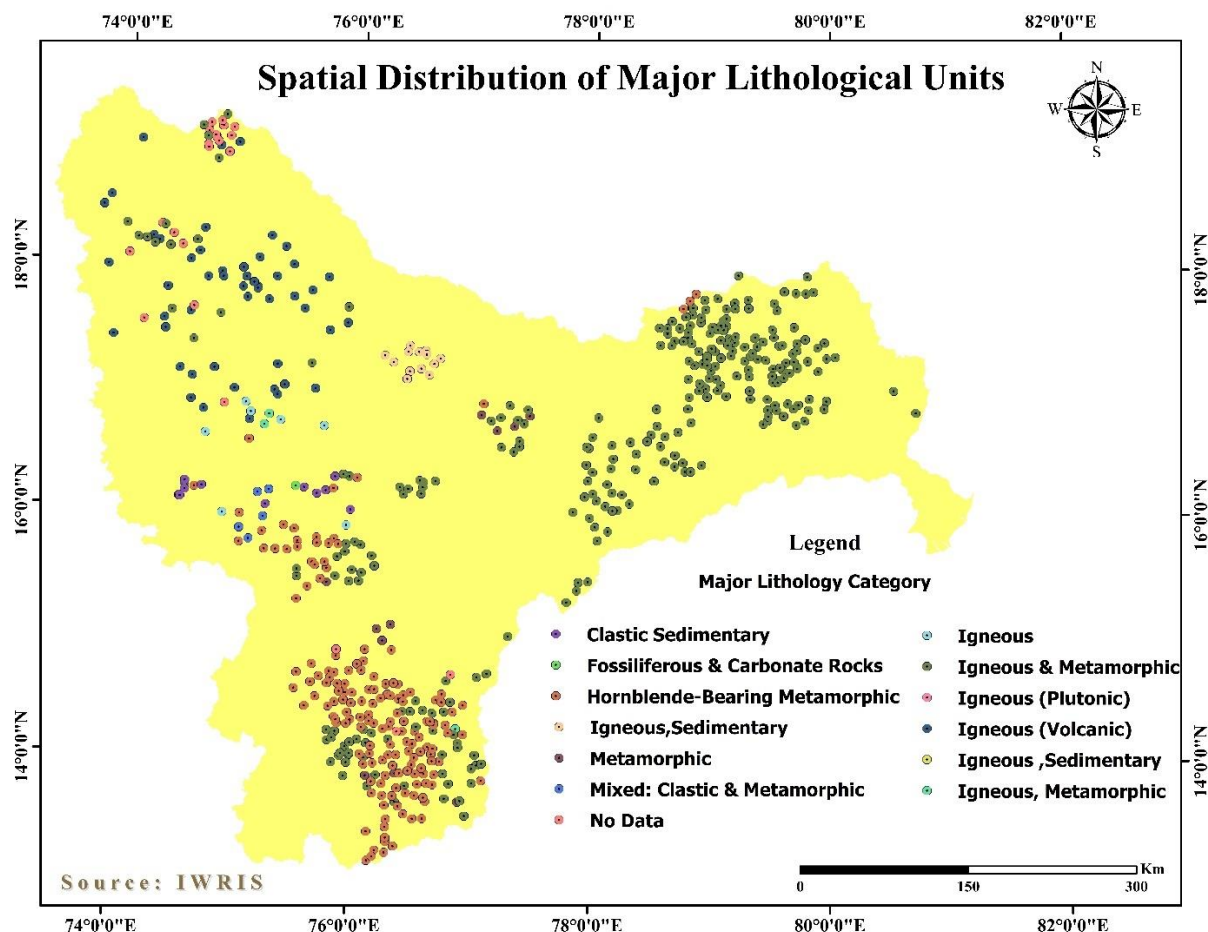 74°0'0"E 76°0'0"E 78°0'0"E 80°0'0"E 82°0'0"E
Spatial Distribution of Major Lithological Units
N
W E
S
18°0'0"N 18°0'0"N
16°0'0"N 16°0'0"N
14°0'0"N 14°0'0"N
Legend
Major Lithology Category
Clastic Sedimentary
Fossiliferous & Carbonate Rocks
Hornblende-Bearing Metamorphic
Igneous,Sedimentary
Metamorphic
Mixed: Clastic & Metamorphic
No Data
Igneous
Igneous & Metamorphic
Igneous (Plutonic)
Igneous (Volcanic)
Igneous ,Sedimentary
Igneous, Metamorphic
Km
0 150 300
Source: IWRIS
74°0'0"E 76°0'0"E 78°0'0"E 80°0'0"E 82°0'0"E